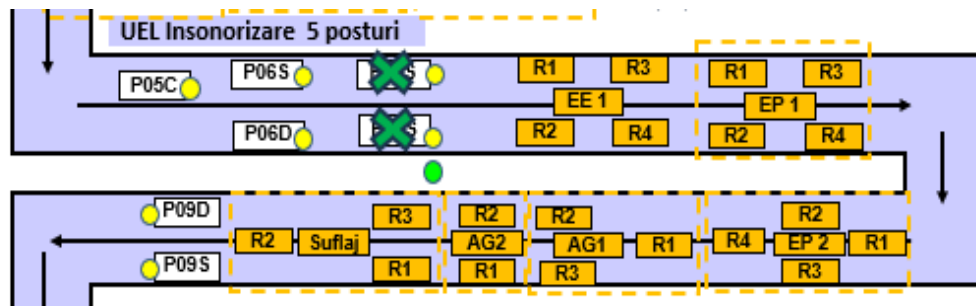 UEL Insonorizare 5 posturi
P06S R1 R3 R1 R3
P05C
EE 1 EP 1
P06D R2 R4 R2 R4
P09D R3 R2 R2 R2
R2 Suflaj AG2 AG1 R1 R4 EP 2 R1
P09S R1 R1 R3 R3